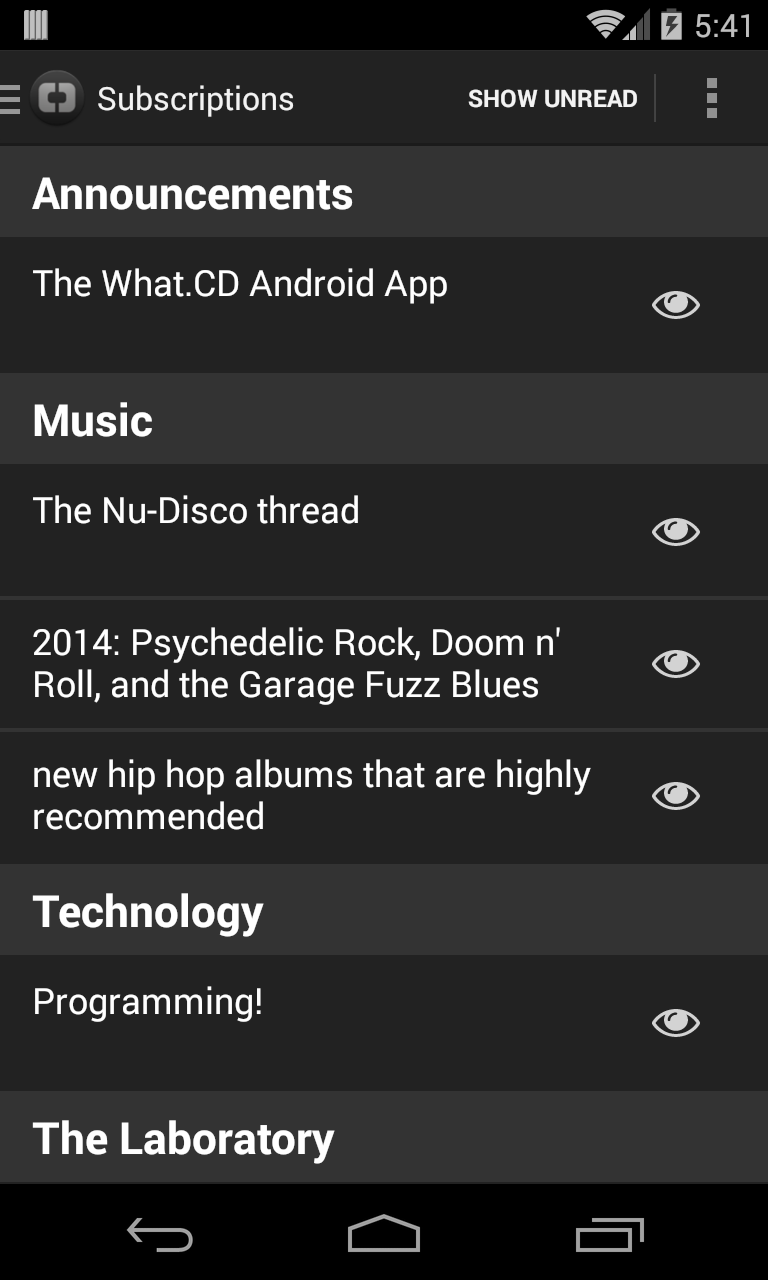 5:41
Subscriptions
SHOW UNREAD
Announcements
The What.CD Android App
Music
The Nu-Disco thread
2014: Psychedelic Rock, Doom n'
Roll, and the Garage Fuzz Blues
new hip hop albums that are highly
recommended
Technology
Programming!
The Laboratory